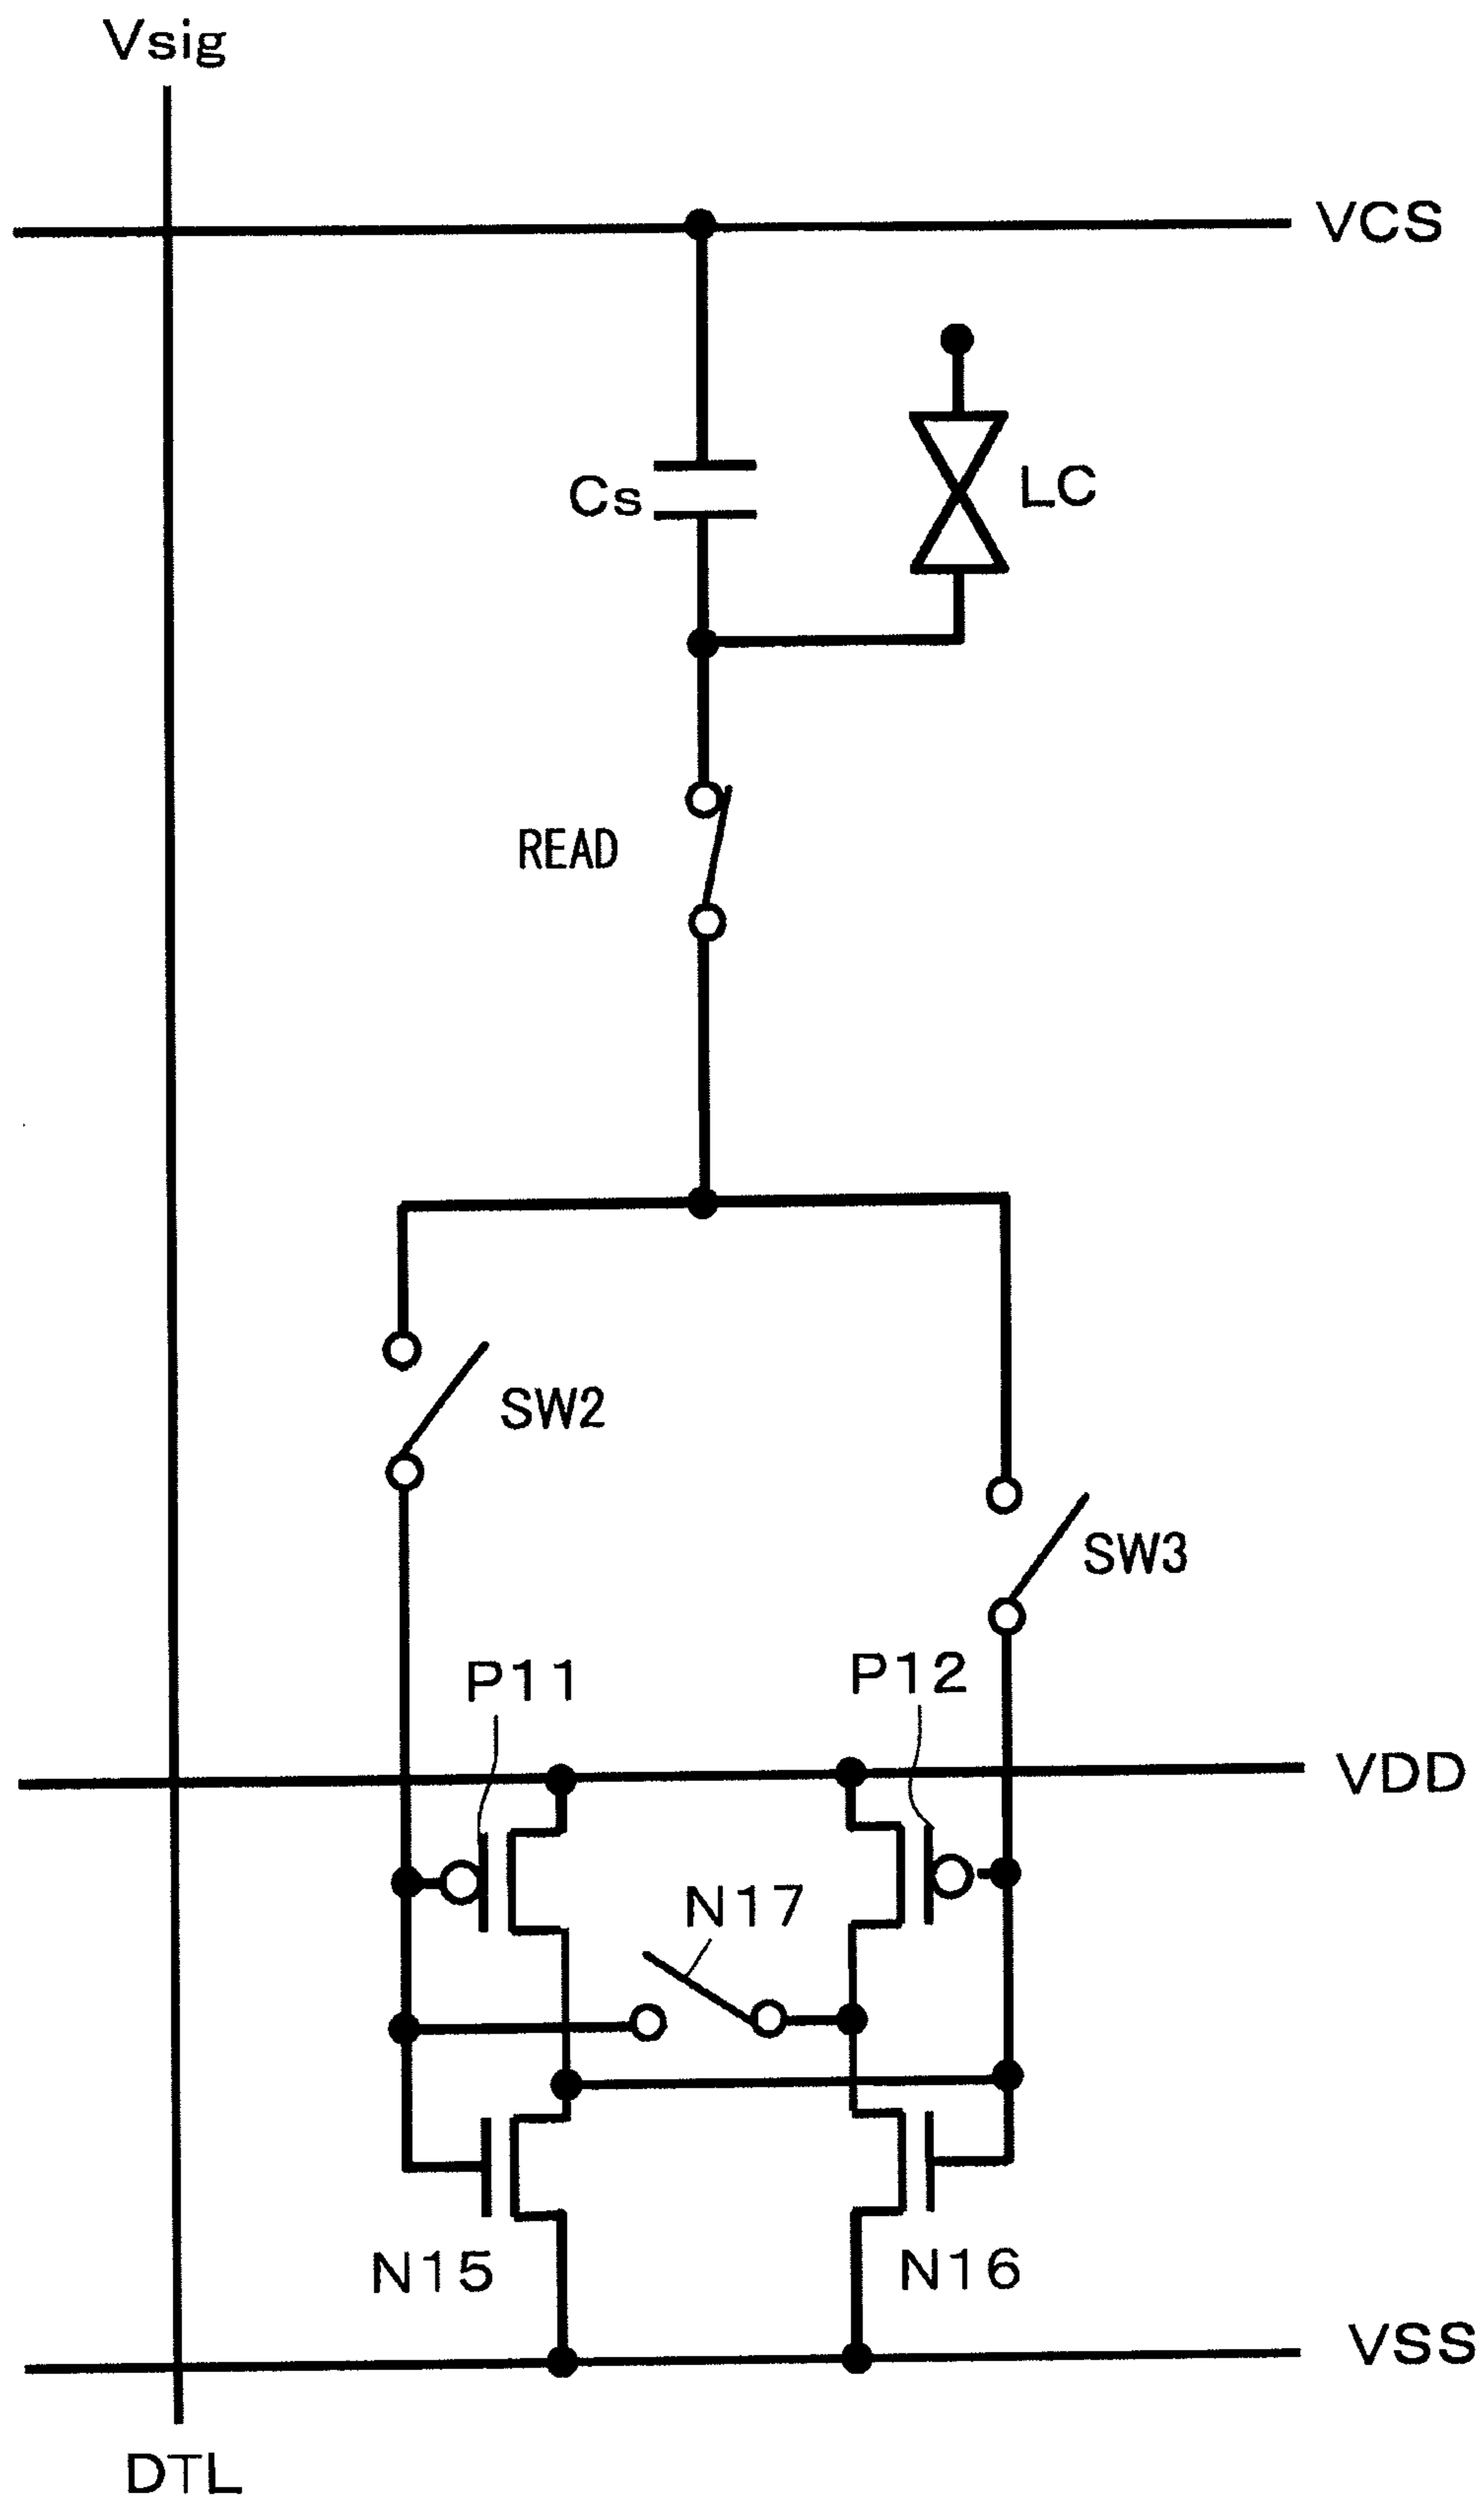 Vsig
VCS
Cs
LC
READ
SW2
SW3
P11
P12
VDD
N17
N15
N16
VSS
DTL